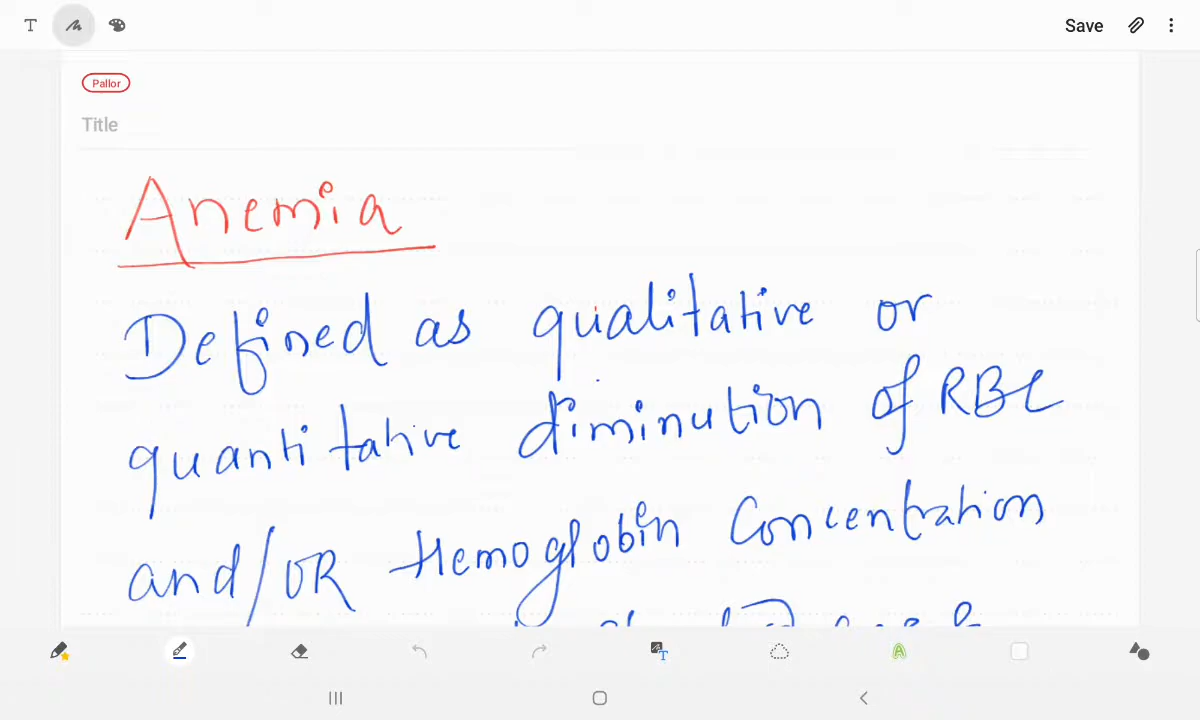 T
Save
Pallor
Title
Anemia
Defined as qualitative or
quantitative diminution of RBC
and/OR Hemoglobin Concentration